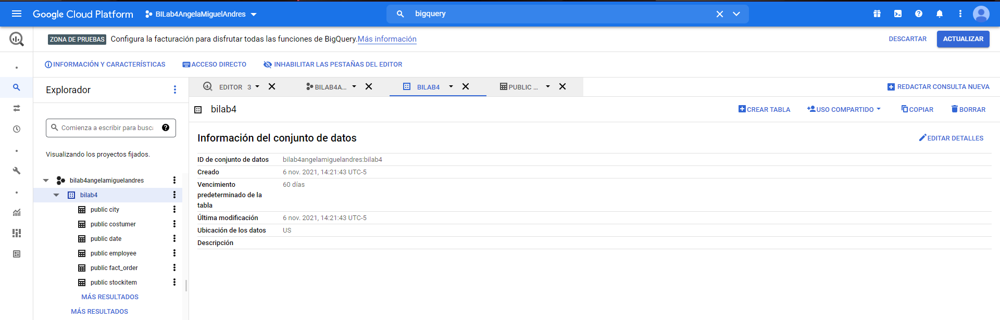 Google Cloud Platform
BILab4AngelaMiguelAndres
bigquery
ZONA DE PRUEBAS Configura la facturación para disfrutar todas las funciones de BigQuery.Más información
DESCARTAR
ACTUALIZAR
INFORMACIÓN Y CARACTERÍSTICAS
ACCESO DIRECTO
INHABILITAR LAS PESTAÑAS DEL EDITOR
Explorador
EDITOR 3
BILAB4A...
BILAB4
PUBLIC ...
REDACTAR CONSULTA NUEVA
bilab4
CREAR TABLA
USO COMPARTIDO
COPIAR
BORRAR
Comienza a escribir para busca
Visualizando los proyectos fijados.
bilab4angelamiguelandres
bilab4
public city
public costumer
public date
public employee
public fact_order
public stockitem
MÁS RESULTADOS
MÁS RESULTADOS
Información del conjunto de datos
EDITAR DETALLES
ID de conjunto de datos bilab4angelamiguelandres:bilab4
Creado 6 nov. 2021, 14:21:43 UTC-5
Vencimiento 60 días
predeterminado de la
tabla
Última modificación 6 nov. 2021, 14:21:43 UTC-5
Ubicación de los datos US
Descripción